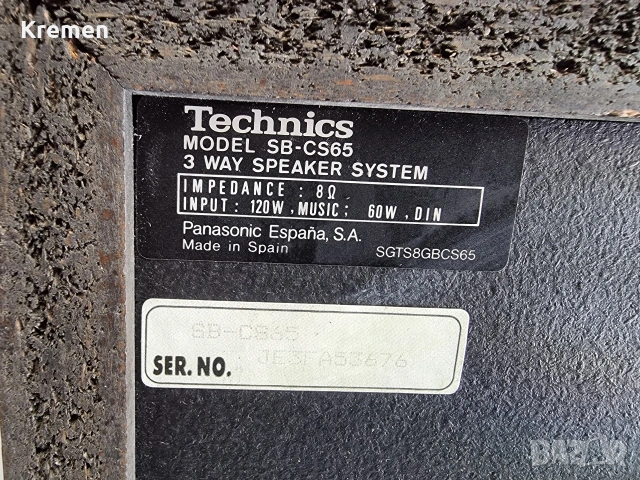 Kremen
Technics
MODEL SB-CS65
3 WAY SPEAKER SYSTEM
IMPEDANCE : 8Ω
INPUT : 120W , MUSIC ; 60W , DIN
Panasonic España, S.A.
Made in Spain SGTS8GBCS65
SB-CS65
SER. NO.
BAZAR